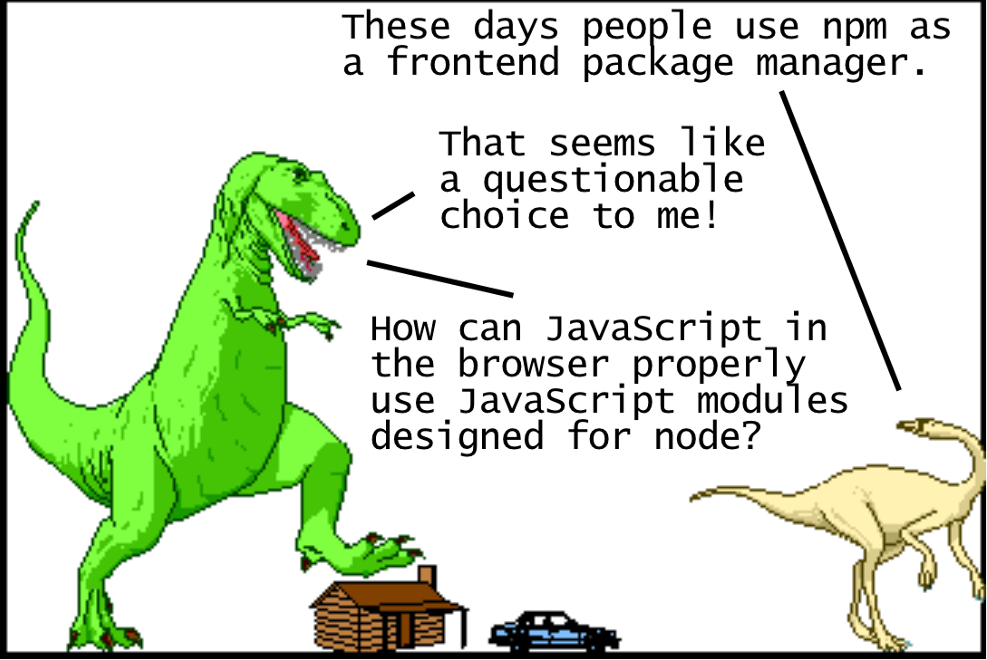 These days people use npm as
a frontend package manager.
That seems like
a questionable
choice to me!
How can JavaScript in
the browser properly
use JavaScript modules
designed for node?